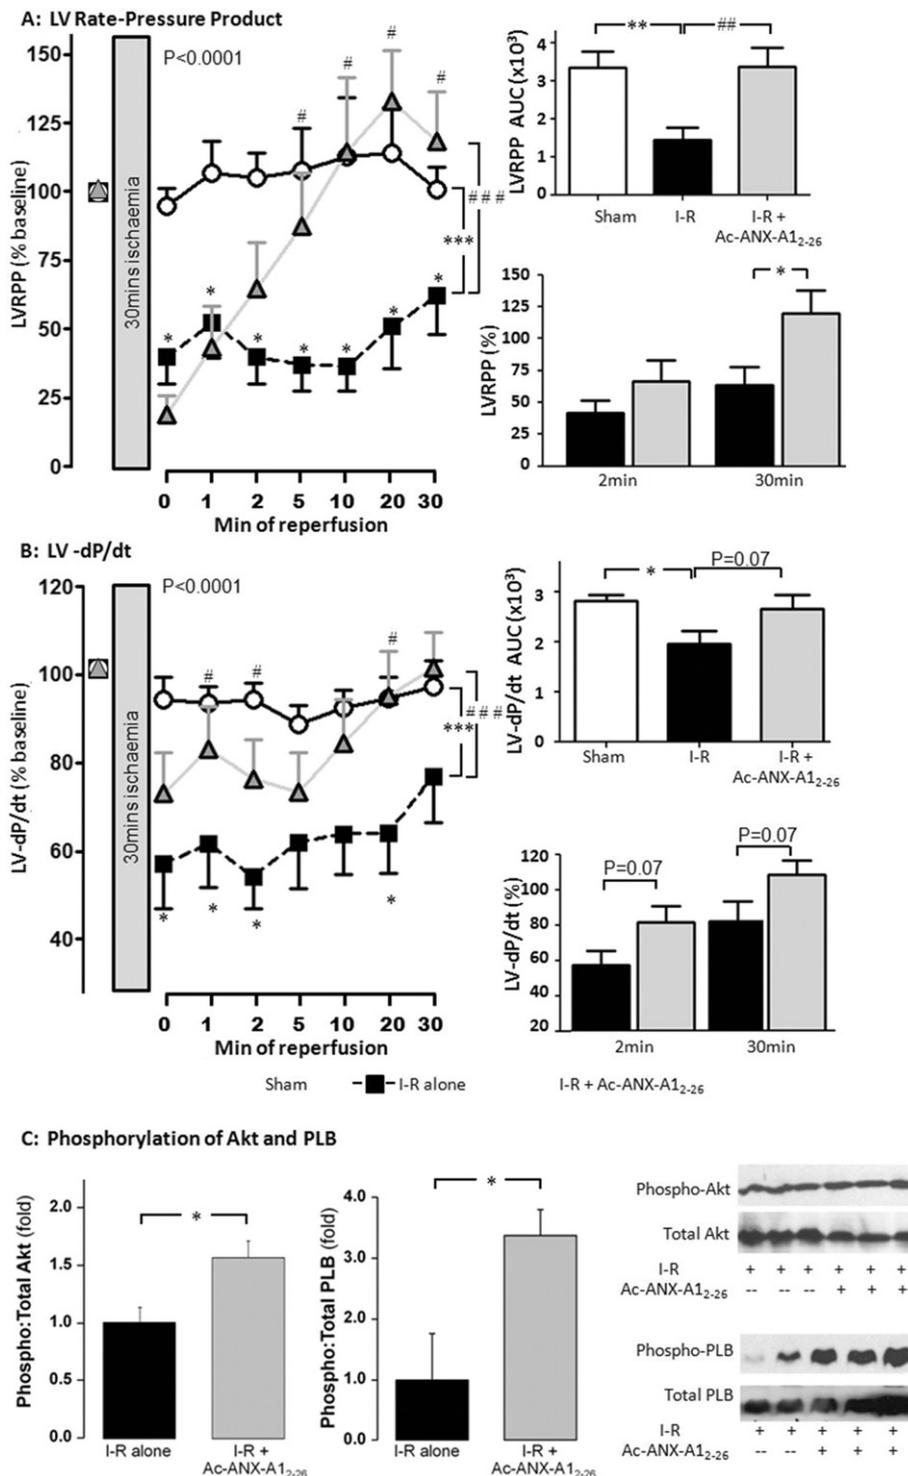 A: LV Rate-Pressure Product
P<0.0001
LVRPP (% baseline)
150
125
100
75
50
25
0
30mins ischaemia
* * * * * * *
# # # #
***
###
0 1 2 5 10 20 30
Min of reperfusion
LVRPP AUC (x10³)
4
3
2
1
0
** ##
Sham I-R I-R +
Ac-ANX-A1₂₋₂₆
LVRPP (%)
150
125
100
75
50
25
0
*
2min 30min
B: LV -dP/dt
P<0.0001
LV-dP/dt (% baseline)
120
100
80
60
40
30mins ischaemia
# # #
* * * *
***
###
0 1 2 5 10 20 30
Min of reperfusion
LV-dP/dt AUC (x10³)
3
2
1
0
* P=0.07
Sham I-R I-R +
Ac-ANX-A1₂₋₂₆
LV-dP/dt (%)
120
100
80
60
40
20
P=0.07 P=0.07
2min 30min
Sham I-R alone I-R + Ac-ANX-A1₂₋₂₆
C: Phosphorylation of Akt and PLB
Phospho:Total Akt (fold)
2.0
1.5
1.0
0.5
0.0
*
I-R alone I-R +
Ac-ANX-A1₂₋₂₆
Phospho:Total PLB (fold)
4.0
3.0
2.0
1.0
0.0
*
I-R alone I-R +
Ac-ANX-A1₂₋₂₆
Phospho-Akt
Total Akt
I-R + + + + + +
Ac-ANX-A1₂₋₂₆ -- -- -- + + +
Phospho-PLB
Total PLB
I-R + + + + +
Ac-ANX-A1₂₋₂₆ -- -- + + +